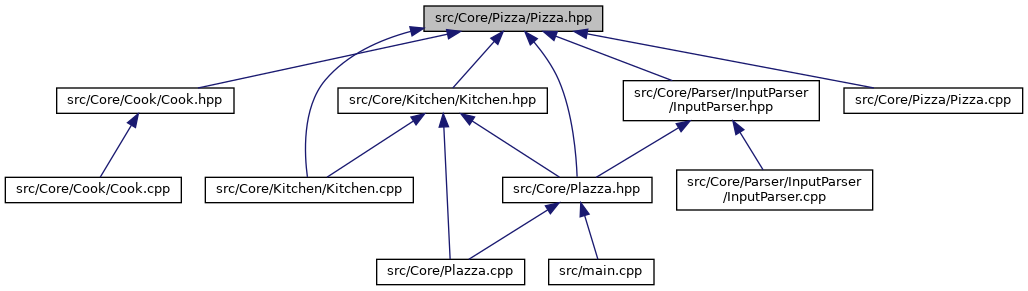 src/Core/Pizza/Pizza.hpp
src/Core/Cook/Cook.hpp
src/Core/Kitchen/Kitchen.hpp
src/Core/Parser/InputParser
/InputParser.hpp
src/Core/Pizza/Pizza.cpp
src/Core/Cook/Cook.cpp
src/Core/Kitchen/Kitchen.cpp
src/Core/Plazza.hpp
src/Core/Parser/InputParser
/InputParser.cpp
src/Core/Plazza.cpp
src/main.cpp